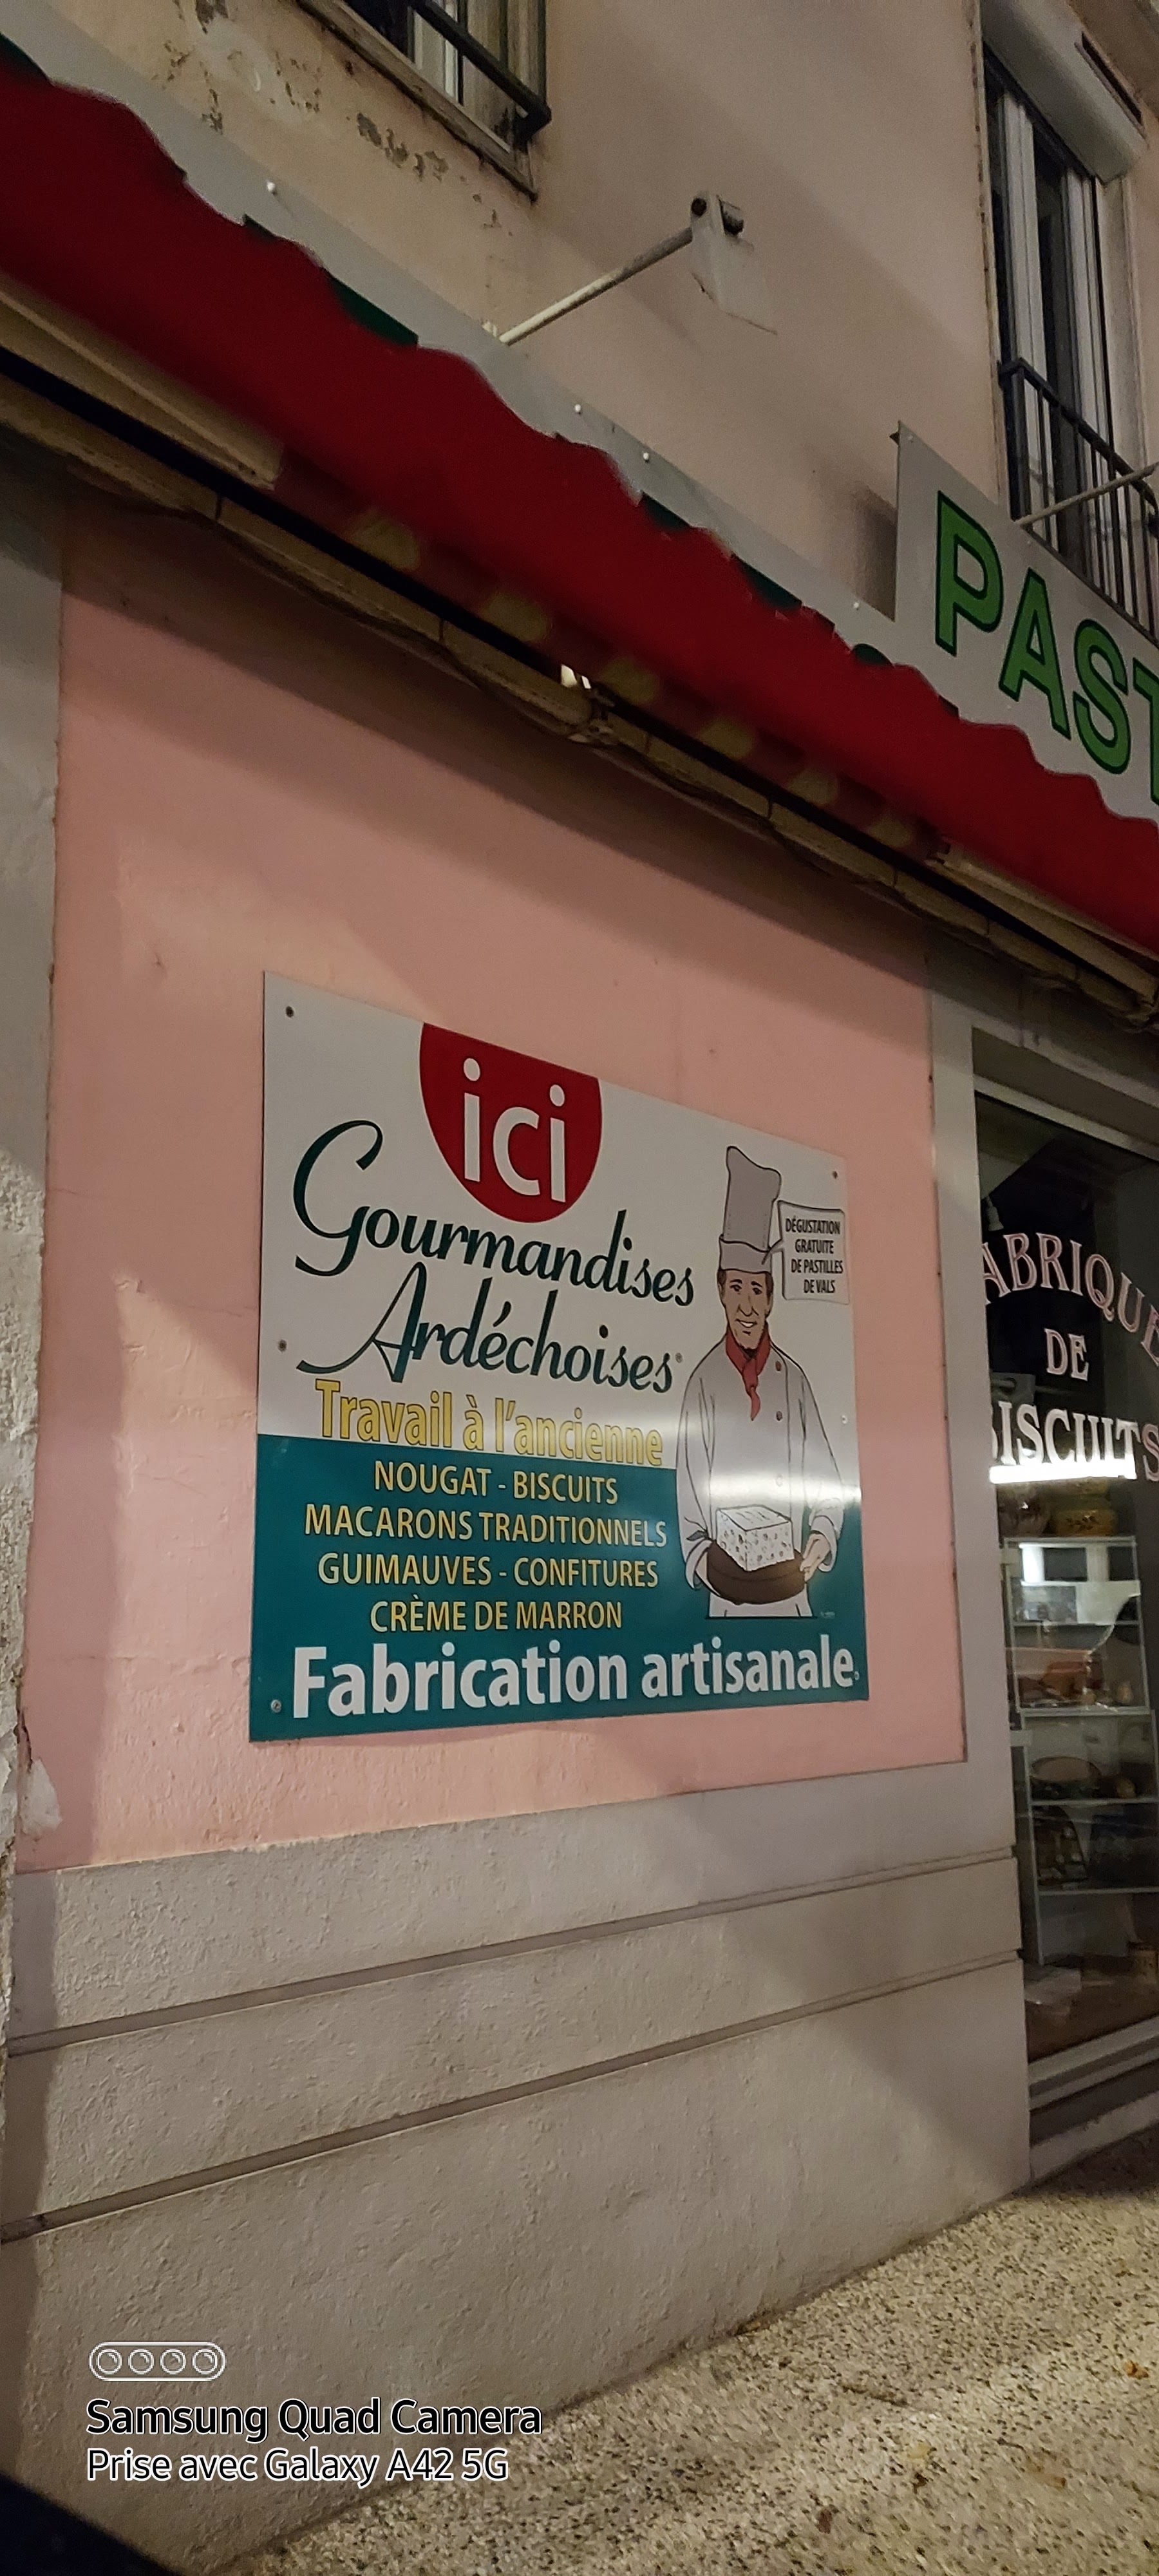 PAST
ici
Gourmandises
Ardéchoises
DÉGUSTATION
GRATUITE
DE PASTILLES
DE VALS
Travail à l'ancienne
NOUGAT - BISCUITS
MACARONS TRADITIONNELS
GUIMAUVES - CONFITURES
CRÈME DE MARRON
Fabrication artisanale
ABRIQUE
DE
BISCUITS
Samsung Quad Camera
Prise avec Galaxy A42 5G